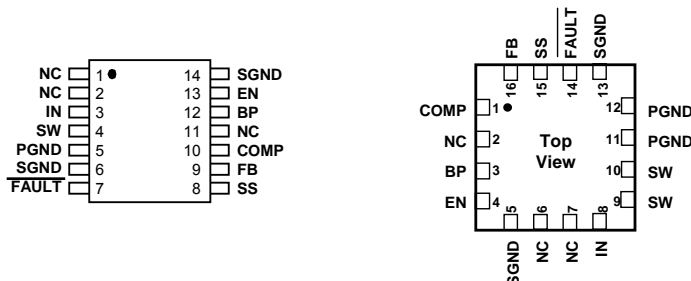 NC 1 14 SGND
NC 2 13 EN
IN 3 12 BP
SW 4 11 NC
PGND 5 10 COMP
SGND 6 9 FB
FAULT 7 8 SS
FB SS FAULT SGND
16 15 14 13
COMP 1 12 PGND
NC 2 Top 11 PGND
BP 3 View 10 SW
EN 4 9 SW
5 6 7 8
SGND NC NC IN